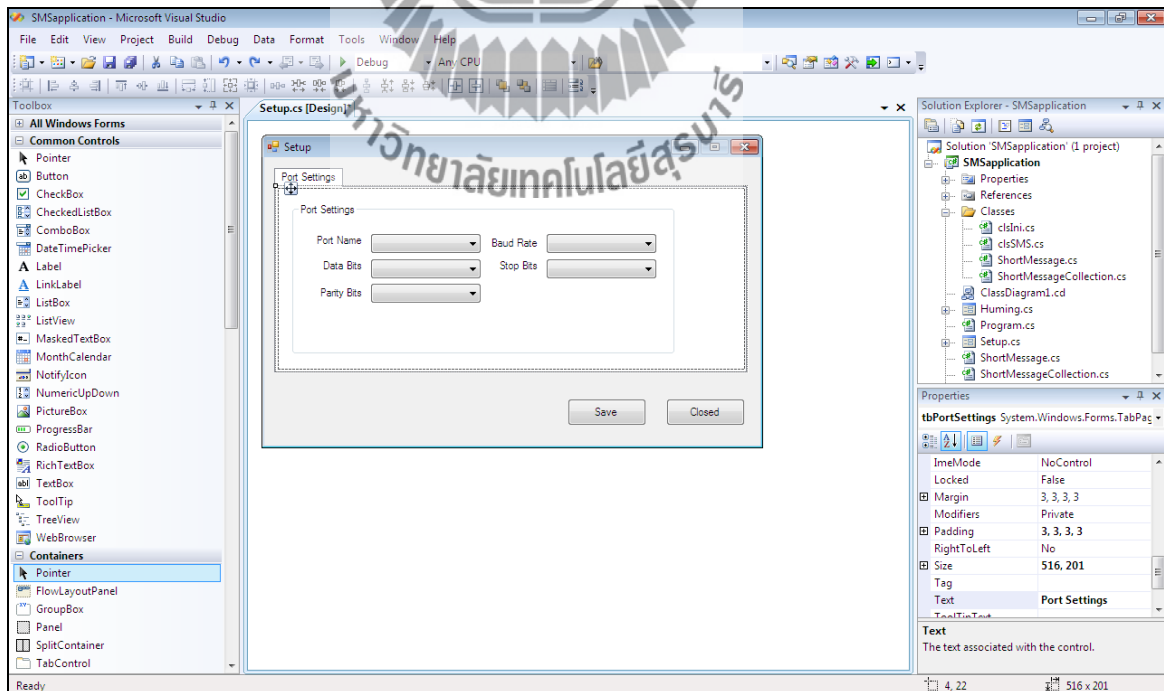 SMSapplication - Microsoft Visual Studio
File Edit View Project Build Debug Data Format Tools Window Help
Debug Any CPU
มหาวิทยาลัยเทคโนโลยีสุรนารี
Toolbox
All Windows Forms
Common Controls
Pointer
Button
CheckBox
CheckedListBox
ComboBox
DateTimePicker
Label
LinkLabel
ListBox
ListView
MaskedTextBox
MonthCalendar
NotifyIcon
NumericUpDown
PictureBox
ProgressBar
RadioButton
RichTextBox
TextBox
ToolTip
TreeView
WebBrowser
Containers
Pointer
FlowLayoutPanel
GroupBox
Panel
SplitContainer
TabControl
Setup.cs [Design]*
Setup
Port Settings
Port Settings
Port Name Baud Rate
Data Bits Stop Bits
Parity Bits
Save Closed
Solution Explorer - SMSapplication
Solution 'SMSapplication' (1 project)
SMSapplication
Properties
References
Classes
clsIni.cs
clsSMS.cs
ShortMessage.cs
ShortMessageCollection.cs
ClassDiagram1.cd
Huming.cs
Program.cs
Setup.cs
ShortMessage.cs
ShortMessageCollection.cs
Properties
tbPortSettings System.Windows.Forms.TabPag
ImeMode NoControl
Locked False
Margin 3, 3, 3, 3
Modifiers Private
Padding 3, 3, 3, 3
RightToLeft No
Size 516, 201
Tag
Text Port Settings
ToolTipText
Text
The text associated with the control.
Ready 4, 22 516 x 201